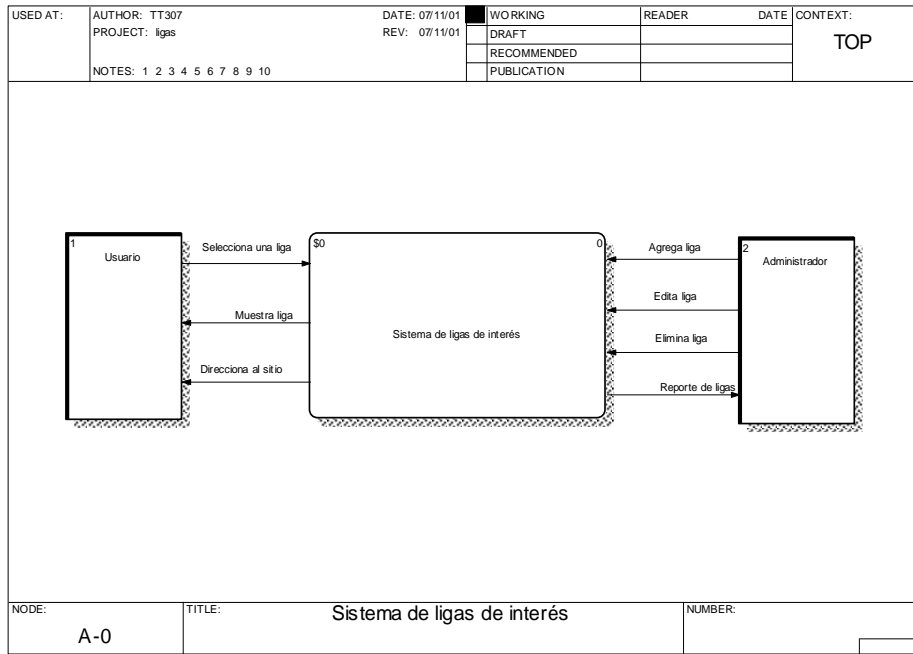 USED AT:
AUTHOR: TT307
DATE: 07/11/01
PROJECT: ligas
REV: 07/11/01
NOTES: 1 2 3 4 5 6 7 8 9 10
WORKING
DRAFT
RECOMMENDED
PUBLICATION
READER
DATE
CONTEXT:
TOP
1
Usuario
Selecciona una liga
Muestra liga
Direcciona al sitio
$0
0
Sistema de ligas de interés
Agrega liga
Edita liga
Elimina liga
Reporte de ligas
2
Administrador
NODE:
A-0
TITLE:
Sistema de ligas de interés
NUMBER: